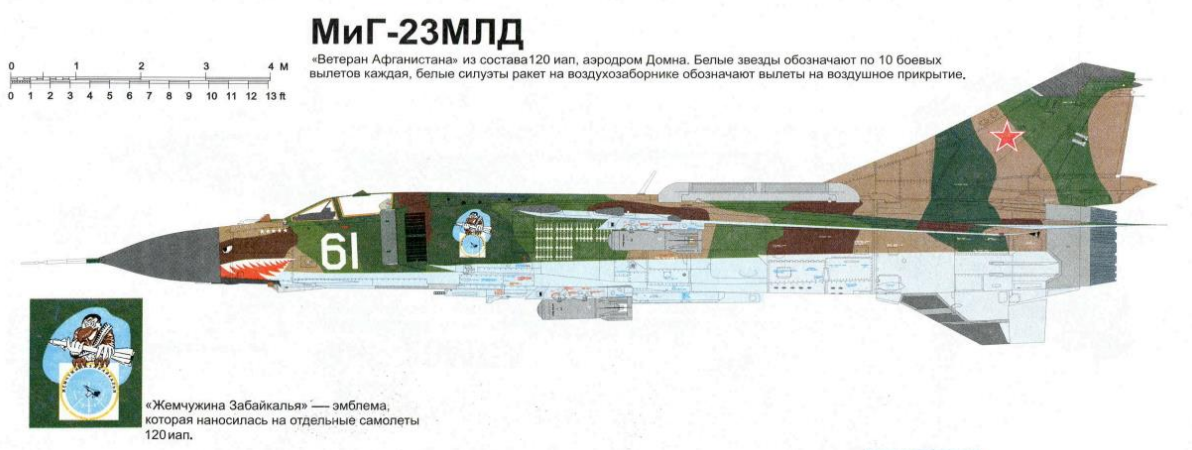 МиГ-23МЛД
«Ветеран Афганистана» из состава120 иап, аэродром Домна. Белые звезды обозначают по 10 боевых
вылетов каждая, белые силуэты ракет на воздухозаборнике обозначают вылеты на воздушное прикрытие.
0 1 2 3 4 М
0 1 2 3 4 5 6 7 8 9 10 11 12 13 ft
61
«Жемчужина Забайкалья» — эмблема,
которая наносилась на отдельные самолеты
120иап.